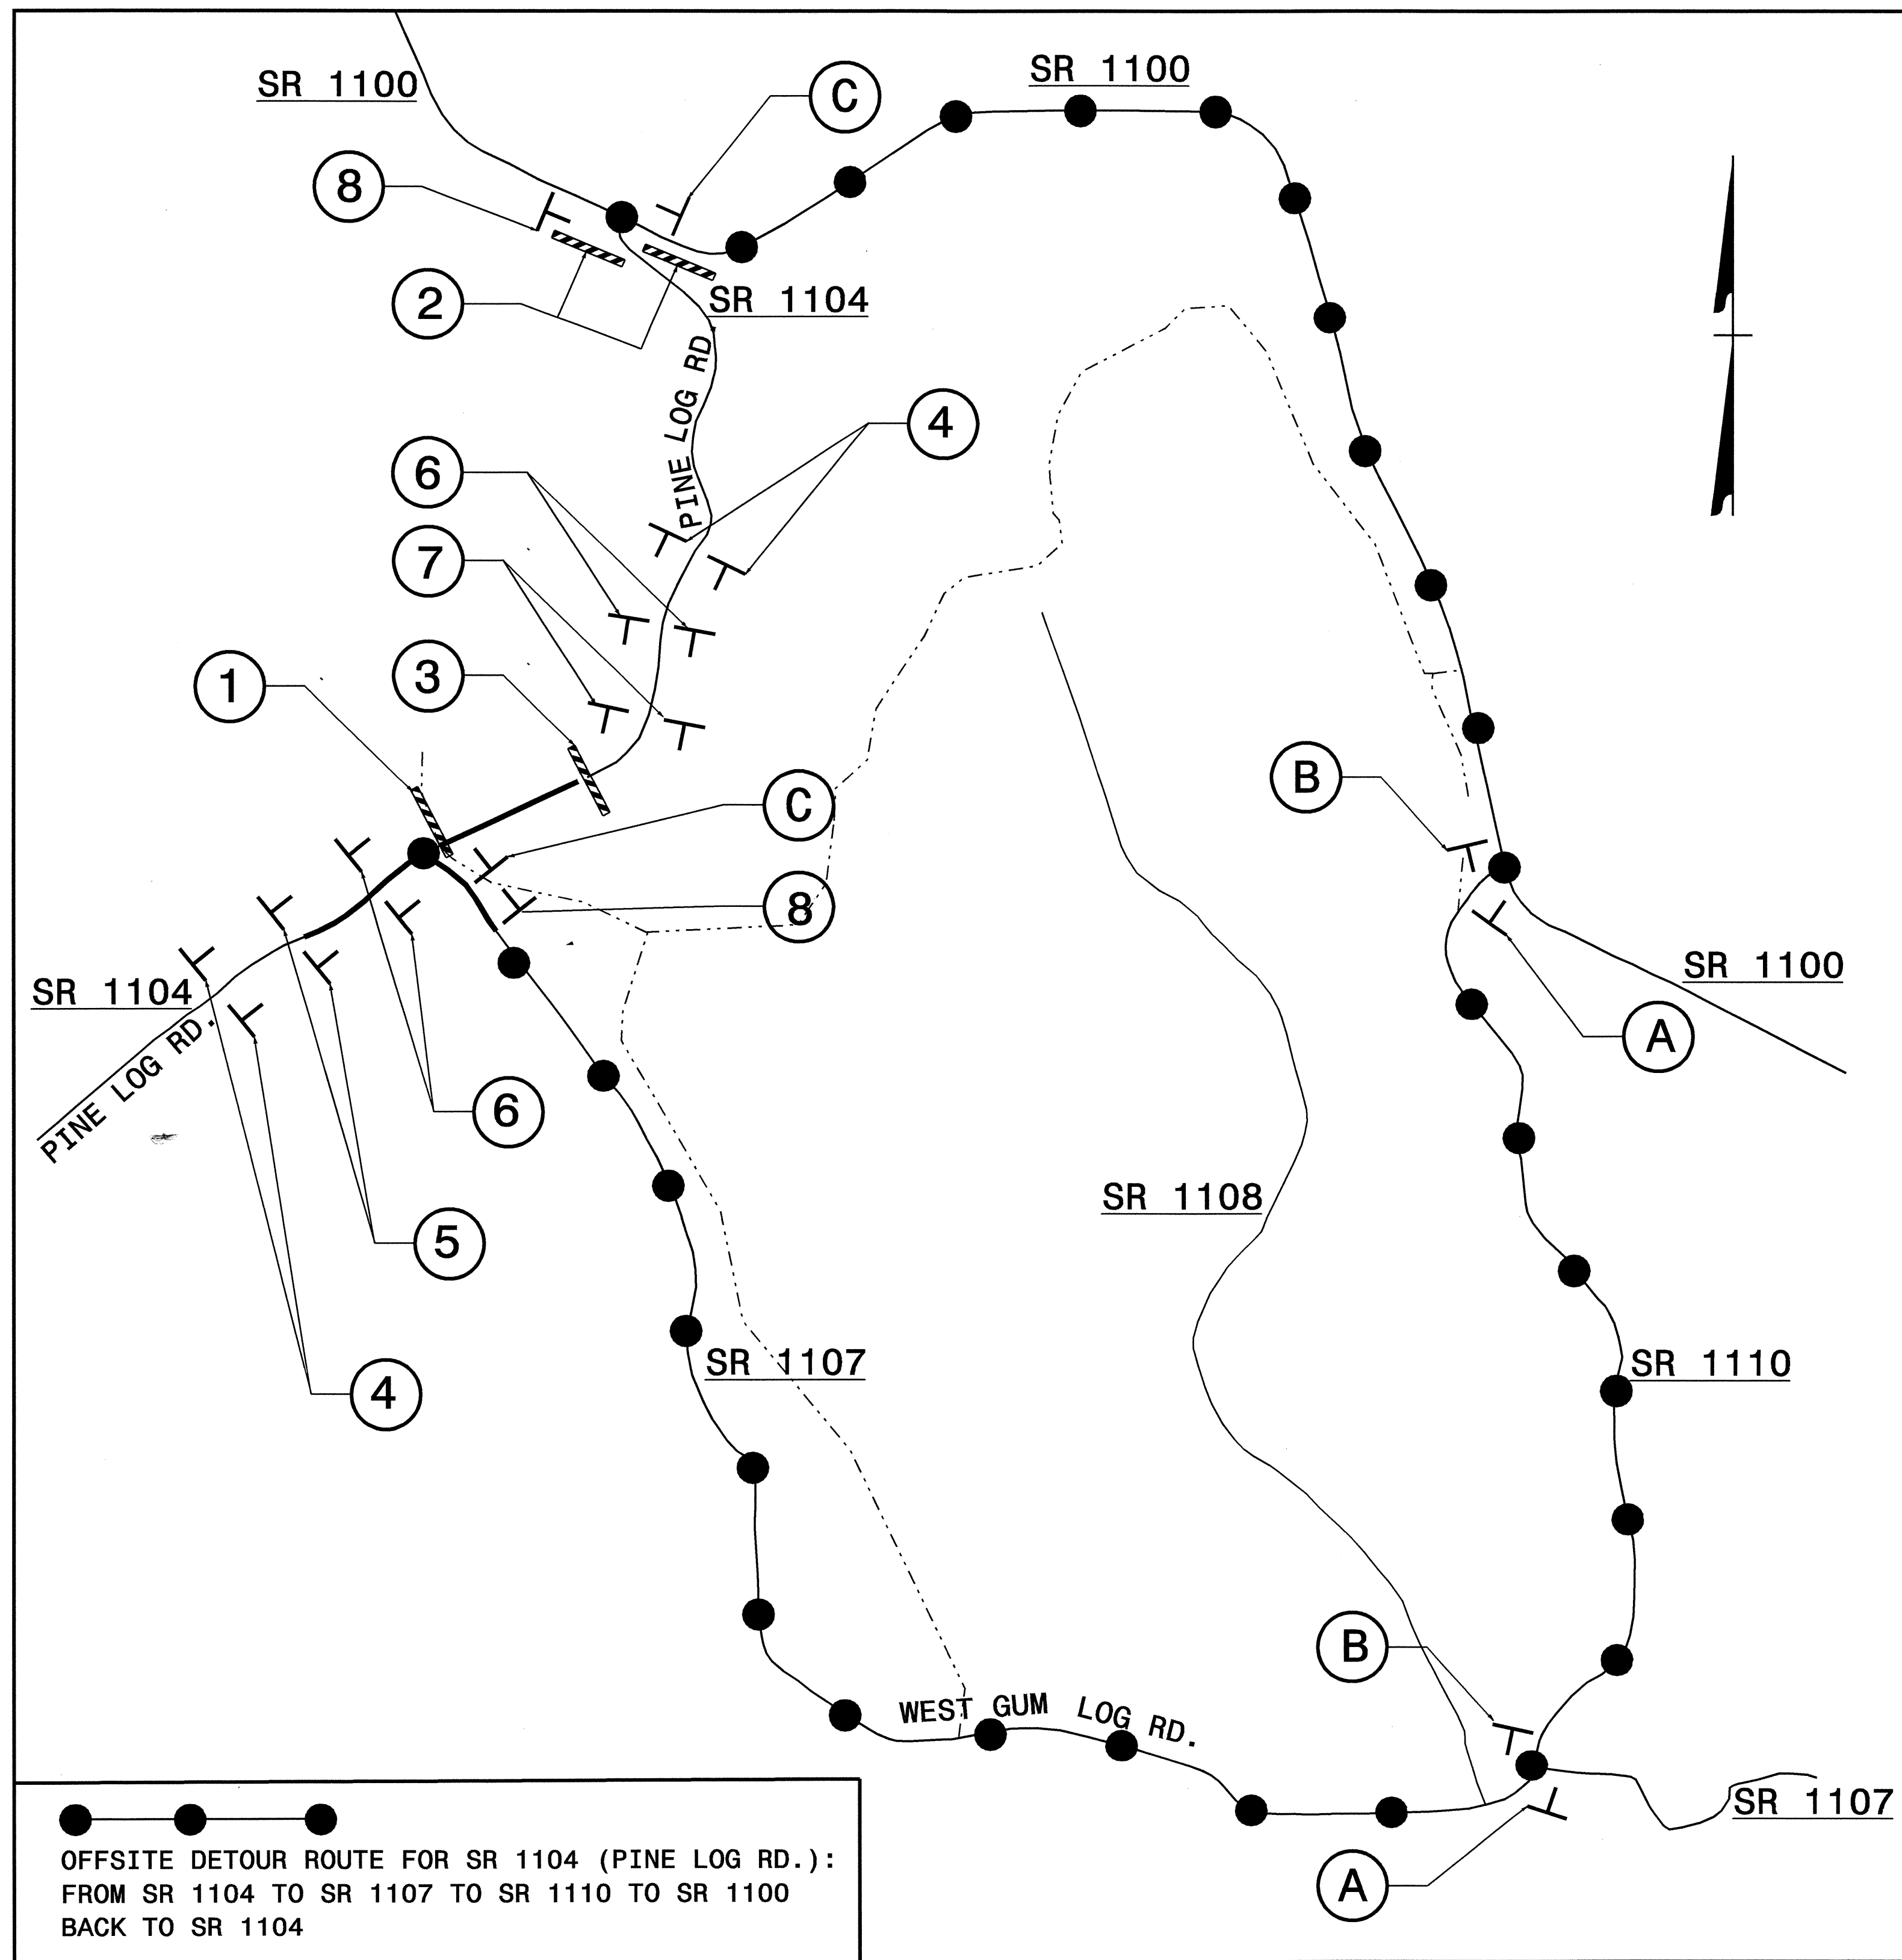 SR 1100
SR 1100
C
8
2
SR 1104
PINE LOG RD
4
6
7
3
1
C
B
8
SR 1100
SR 1104
PINE LOG RD.
A
6
SR 1108
5
SR 1107
SR 1110
4
B
WEST GUM LOG RD.
SR 1107
A
OFFSITE DETOUR ROUTE FOR SR 1104 (PINE LOG RD.):
FROM SR 1104 TO SR 1107 TO SR 1110 TO SR 1100
BACK TO SR 1104